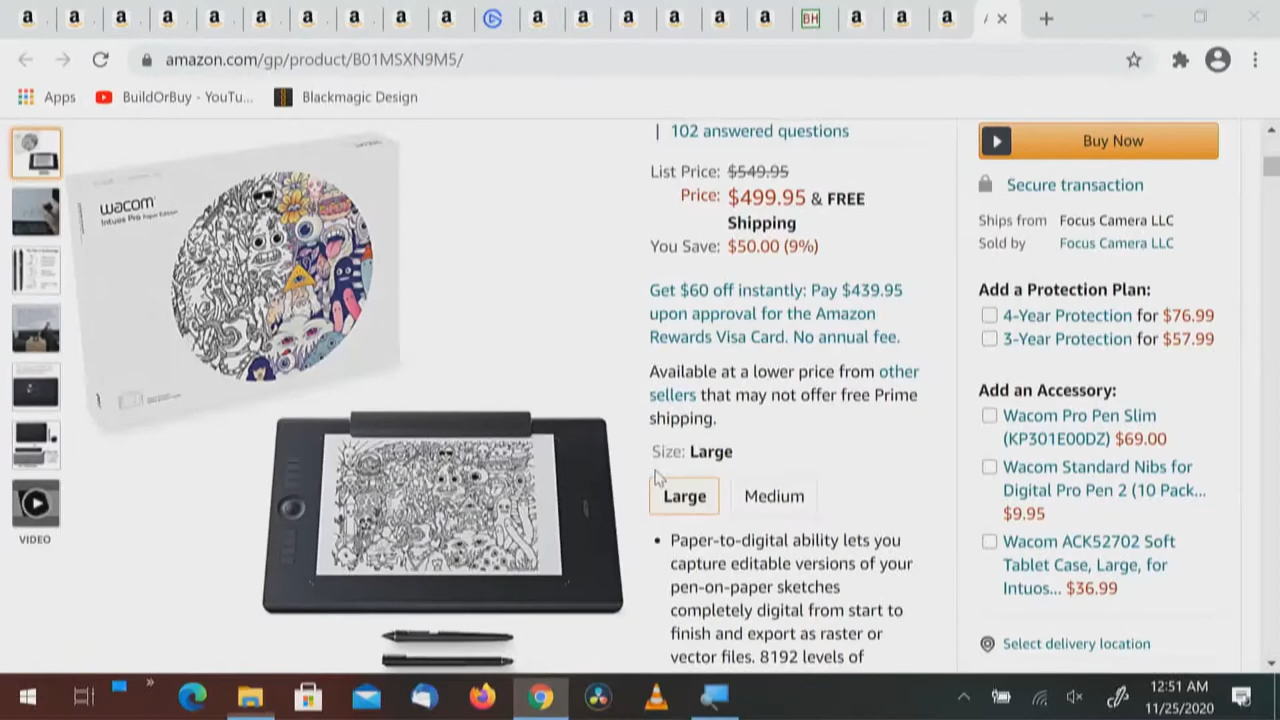 amazon.com/gp/product/B01MSXN9M5/
Apps
BuildOrBuy - YouTu...
Blackmagic Design
wacom
Intuos Pro Paper Edition
VIDEO
| 102 answered questions
List Price: $549.95
Price: $499.95 & FREE
Shipping
You Save: $50.00 (9%)
Get $60 off instantly: Pay $439.95
upon approval for the Amazon
Rewards Visa Card. No annual fee.
Available at a lower price from other
sellers that may not offer free Prime
shipping.
Size: Large
Large
Medium
• Paper-to-digital ability lets you
capture editable versions of your
pen-on-paper sketches
completely digital from start to
finish and export as raster or
vector files. 8192 levels of
Buy Now
Secure transaction
Ships from Focus Camera LLC
Sold by Focus Camera LLC
Add a Protection Plan:
4-Year Protection for $76.99
3-Year Protection for $57.99
Add an Accessory:
Wacom Pro Pen Slim
(KP301E00DZ) $69.00
Wacom Standard Nibs for
Digital Pro Pen 2 (10 Pack...
$9.95
Wacom ACK52702 Soft
Tablet Case, Large, for
Intuos... $36.99
Select delivery location
12:51 AM
11/25/2020